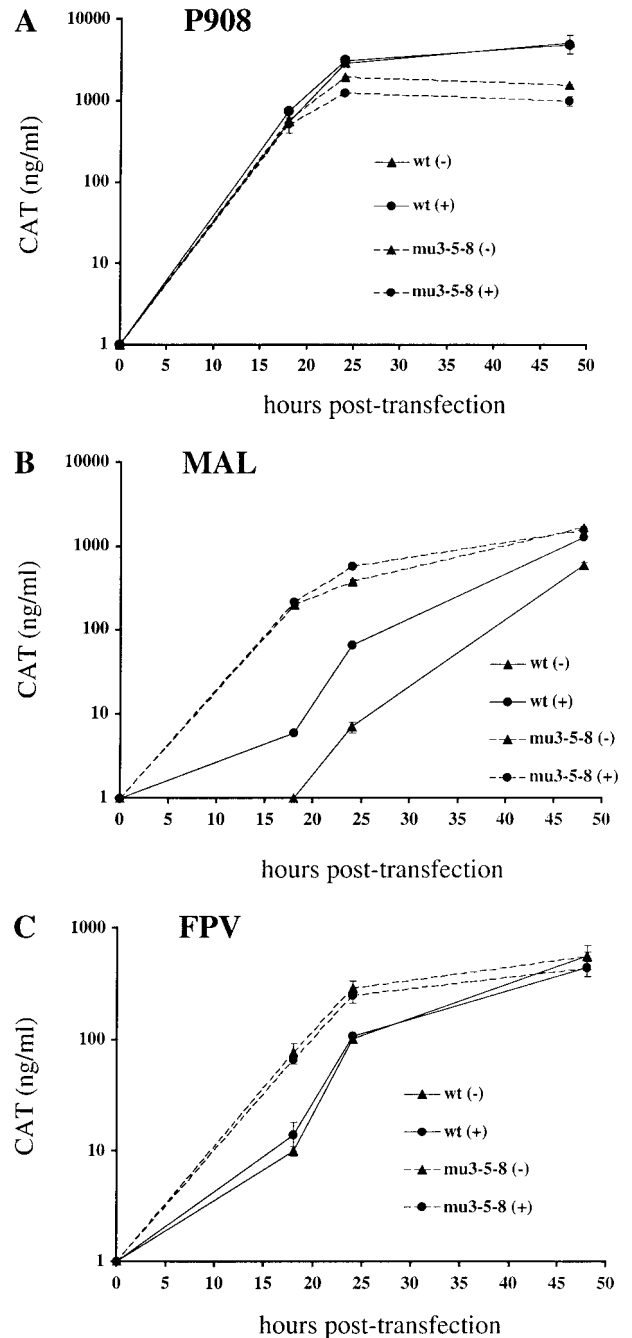 A P908
10000
1000
100
10
1
CAT (ng/ml)
wt (-)
wt (+)
mu3-5-8 (-)
mu3-5-8 (+)
0 5 10 15 20 25 30 35 40 45 50
hours post-transfection
B MAL
10000
1000
100
10
1
CAT (ng/ml)
wt (-)
wt (+)
mu3-5-8 (-)
mu3-5-8 (+)
0 5 10 15 20 25 30 35 40 45 50
hours post-transfection
C FPV
1000
100
10
1
CAT (ng/ml)
wt (-)
wt (+)
mu3-5-8 (-)
mu3-5-8 (+)
0 5 10 15 20 25 30 35 40 45 50
hours post-transfection